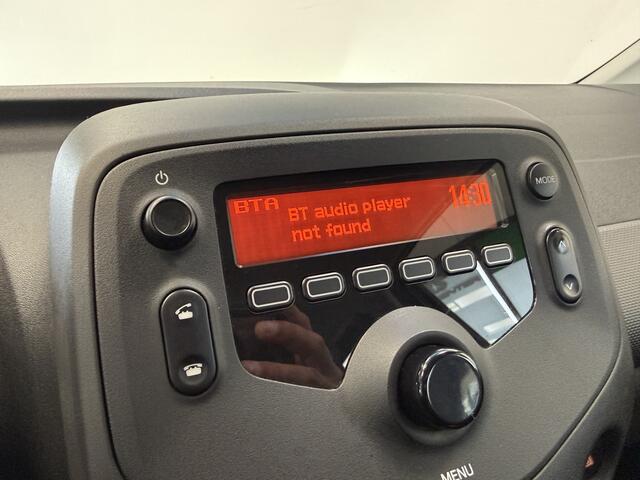 BTA
BT audio player
not found
14:30
MODE
MENU